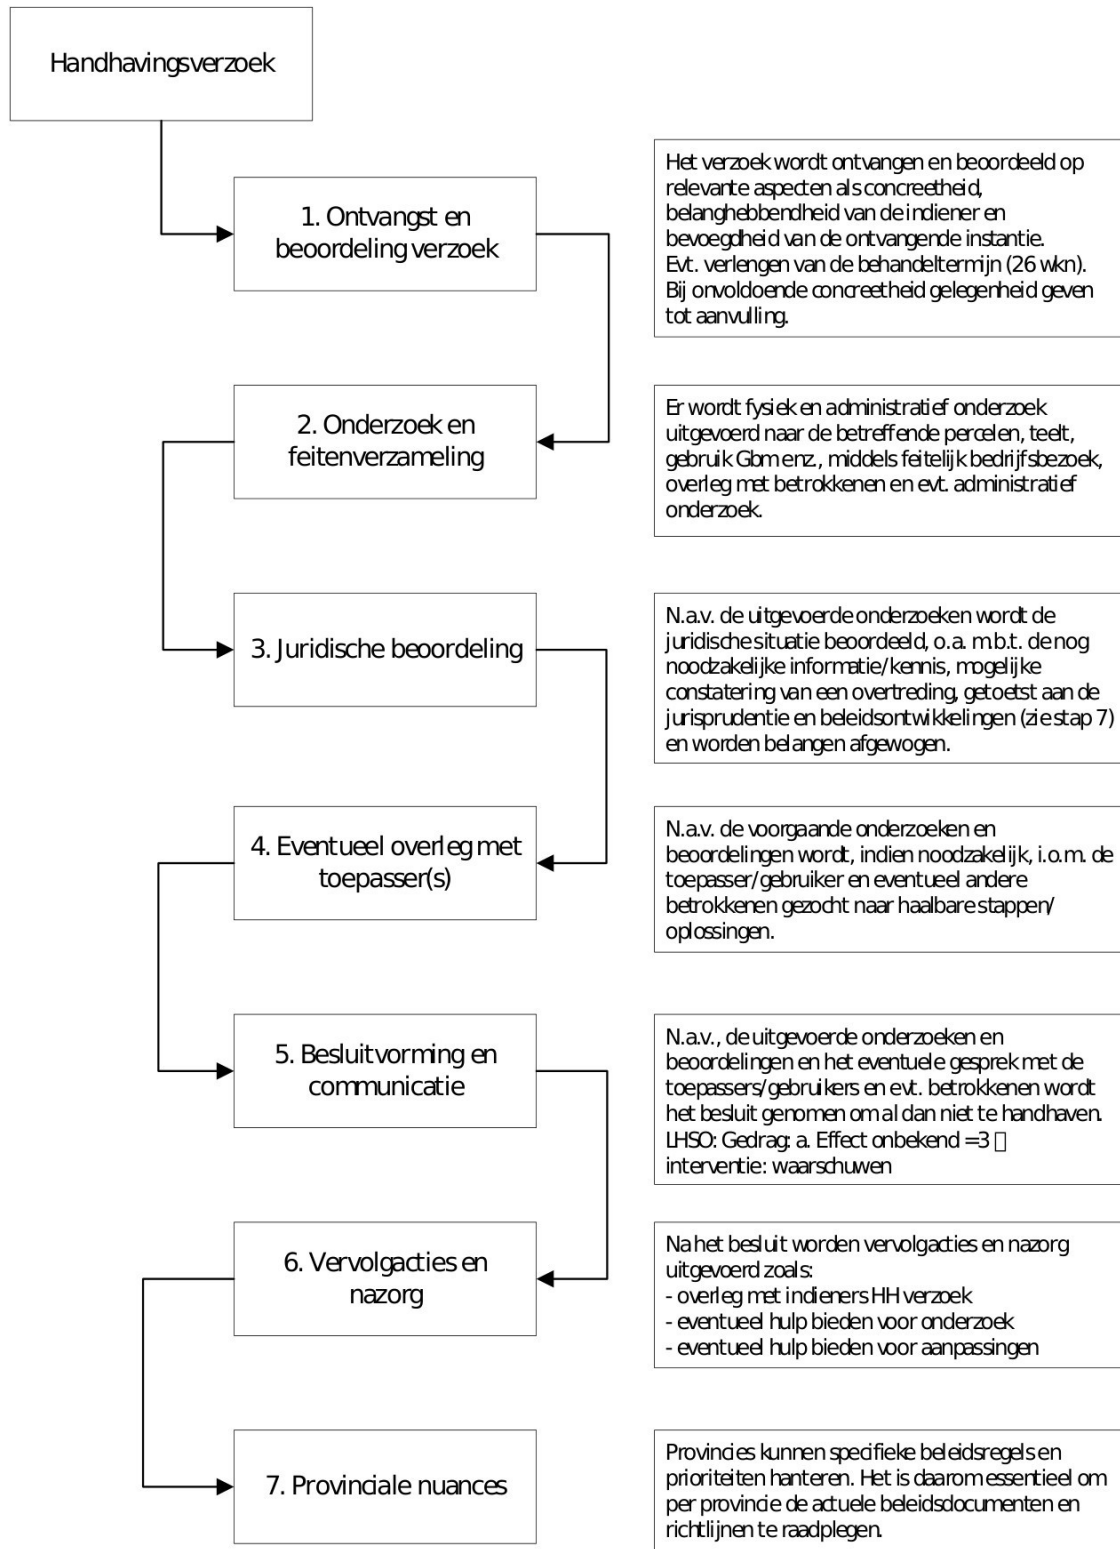 Handhavingsverzoek
1. Ontvangst en
beoordeling verzoek
Het verzoek wordt ontvangen en beoordeeld op
relevante aspecten als concreetheid,
belanghebbendheid van de indiener en
bevoegdheid van de ontvangende instantie.
Evt. verlengen van de behandeltermijn (26 wkn).
Bij onvoldoende concreetheid gelegenheid geven
tot aanvulling.
2. Onderzoek en
feitenverzameling
Er wordt fysiek en administratief onderzoek
uitgevoerd naar de betreffende percelen, teelt,
gebruik Gbm enz., middels feitelijk bedrijfsbezoek,
overleg met betrokkenen en evt. administratief
onderzoek.
3. Juridische beoordeling
N.a.v. de uitgevoerde onderzoeken wordt de
juridische situatie beoordeeld, o.a. m.b.t. de nog
noodzakelijke informatie/kennis, mogelijke
constatering van een overtreding, getoetst aan de
jurisprudentie en beleidsontwikkelingen (zie stap 7)
en worden belangen afgewogen.
4. Eventueel overleg met
toepasser(s)
N.a.v. de voorgaande onderzoeken en
beoordelingen wordt, indien noodzakelijk, i.o.m. de
toepasser/gebruiker en eventueel andere
betrokkenen gezocht naar haalbare stappen/
oplossingen.
5. Besluitvorming en
communicatie
N.a.v., de uitgevoerde onderzoeken en
beoordelingen en het eventuele gesprek met de
toepassers/gebruikers en evt. betrokkenen wordt
het besluit genomen om al dan niet te handhaven.
LHSO: Gedrag: a. Effect onbekend =3 □
interventie: waarschuwen
6. Vervolgacties en
nazorg
Na het besluit worden vervolgacties en nazorg
uitgevoerd zoals:
- overleg met indieners HH verzoek
- eventueel hulp bieden voor onderzoek
- eventueel hulp bieden voor aanpassingen
7. Provinciale nuances
Provincies kunnen specifieke beleidsregels en
prioriteiten hanteren. Het is daarom essentieel om
per provincie de actuele beleidsdocumenten en
richtlijnen te raadplegen.